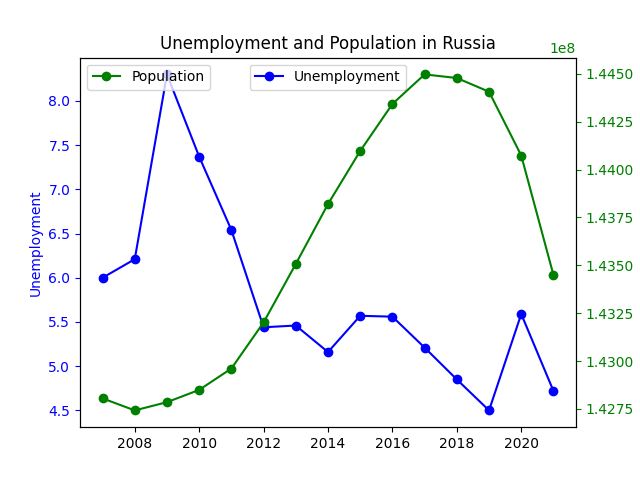 Unemployment and Population in Russia
1e8
Population
Unemployment
Unemployment
8.0
7.5
7.0
6.5
6.0
5.5
5.0
4.5
1.4450
1.4425
1.4400
1.4375
1.4350
1.4325
1.4300
1.4275
2008 2010 2012 2014 2016 2018 2020